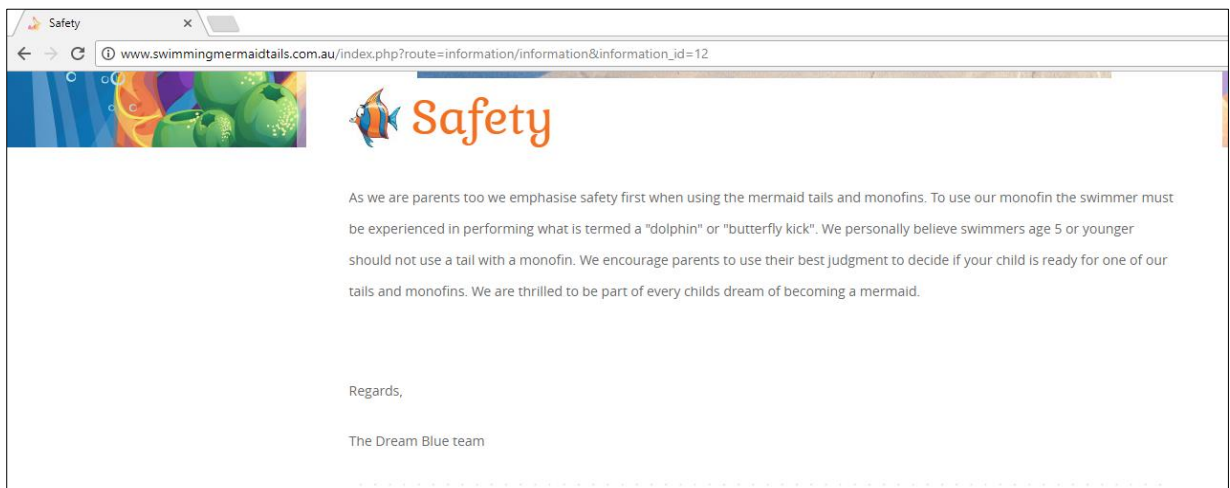 Safety
www.swimmingmermaidtails.com.au/index.php?route=information/information&information_id=12
Safety
As we are parents too we emphasise safety first when using the mermaid tails and monofins. To use our monofin the swimmer must
be experienced in performing what is termed a "dolphin" or "butterfly kick". We personally believe swimmers age 5 or younger
should not use a tail with a monofin. We encourage parents to use their best judgment to decide if your child is ready for one of our
tails and monofins. We are thrilled to be part of every childs dream of becoming a mermaid.
Regards,
The Dream Blue team